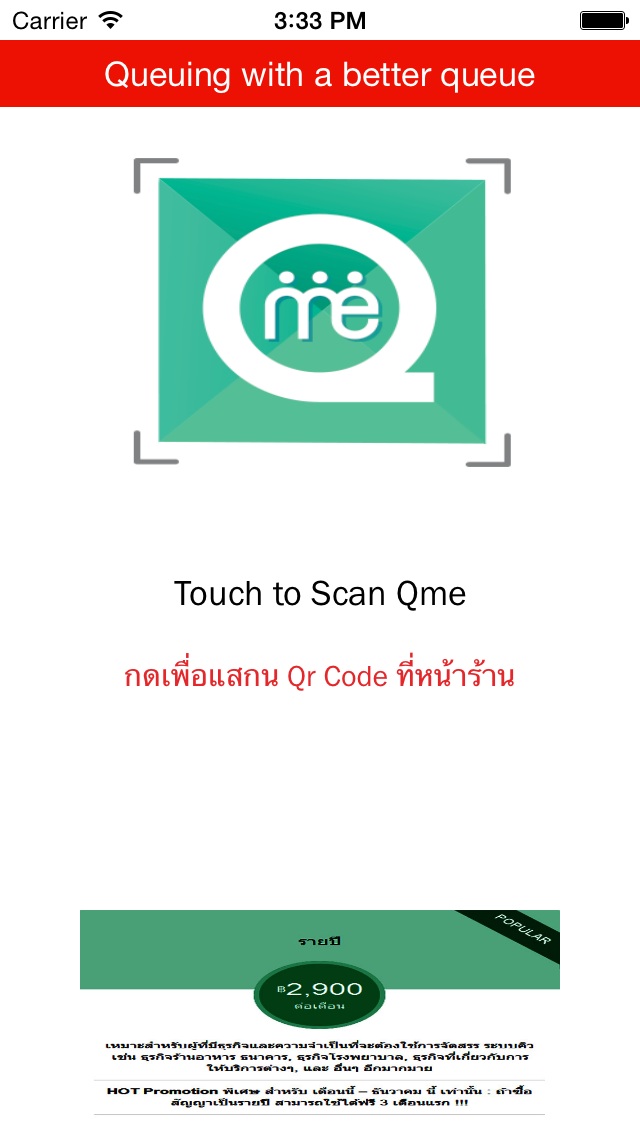 Carrier 3:33 PM
Queuing with a better queue
Qme
Touch to Scan Qme
กดเพื่อแสกน Qr Code ที่หน้าร้าน
POPULAR
รายปี
฿2,900
ต่อเดือน
เหมาะสำหรับผู้ที่มีธุรกิจและความจำเป็นที่จะต้องใช้การจัดสรร ระบบคิว
เช่น ธุรกิจร้านอาหาร ธนาคาร, ธุรกิจโรงพยาบาล, ธุรกิจที่เกี่ยวกับการ
ให้บริการต่างๆ, และ อื่นๆ อีกมากมาย
HOT Promotion พิเศษ สำหรับ เดือนนี้ – ธันวาคม นี้ เท่านั้น : ถ้าซื้อ
สัญญาเป็นรายปี สามารถใช้ได้ฟรี 3 เดือนแรก !!!